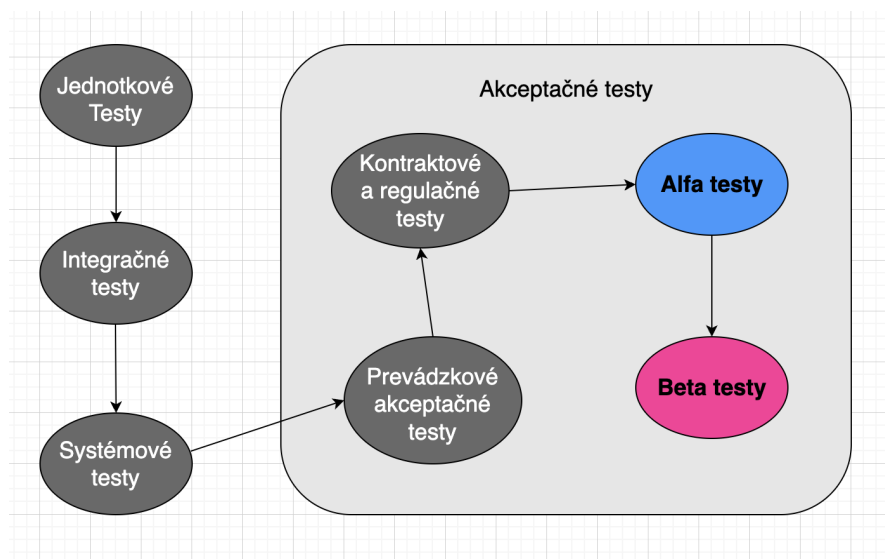 Jednotkové
Testy
Integračné
testy
Systémové
testy
Akceptačné testy
Prevádzkové
akceptačné
testy
Kontraktové
a regulačné
testy
Alfa testy
Beta testy